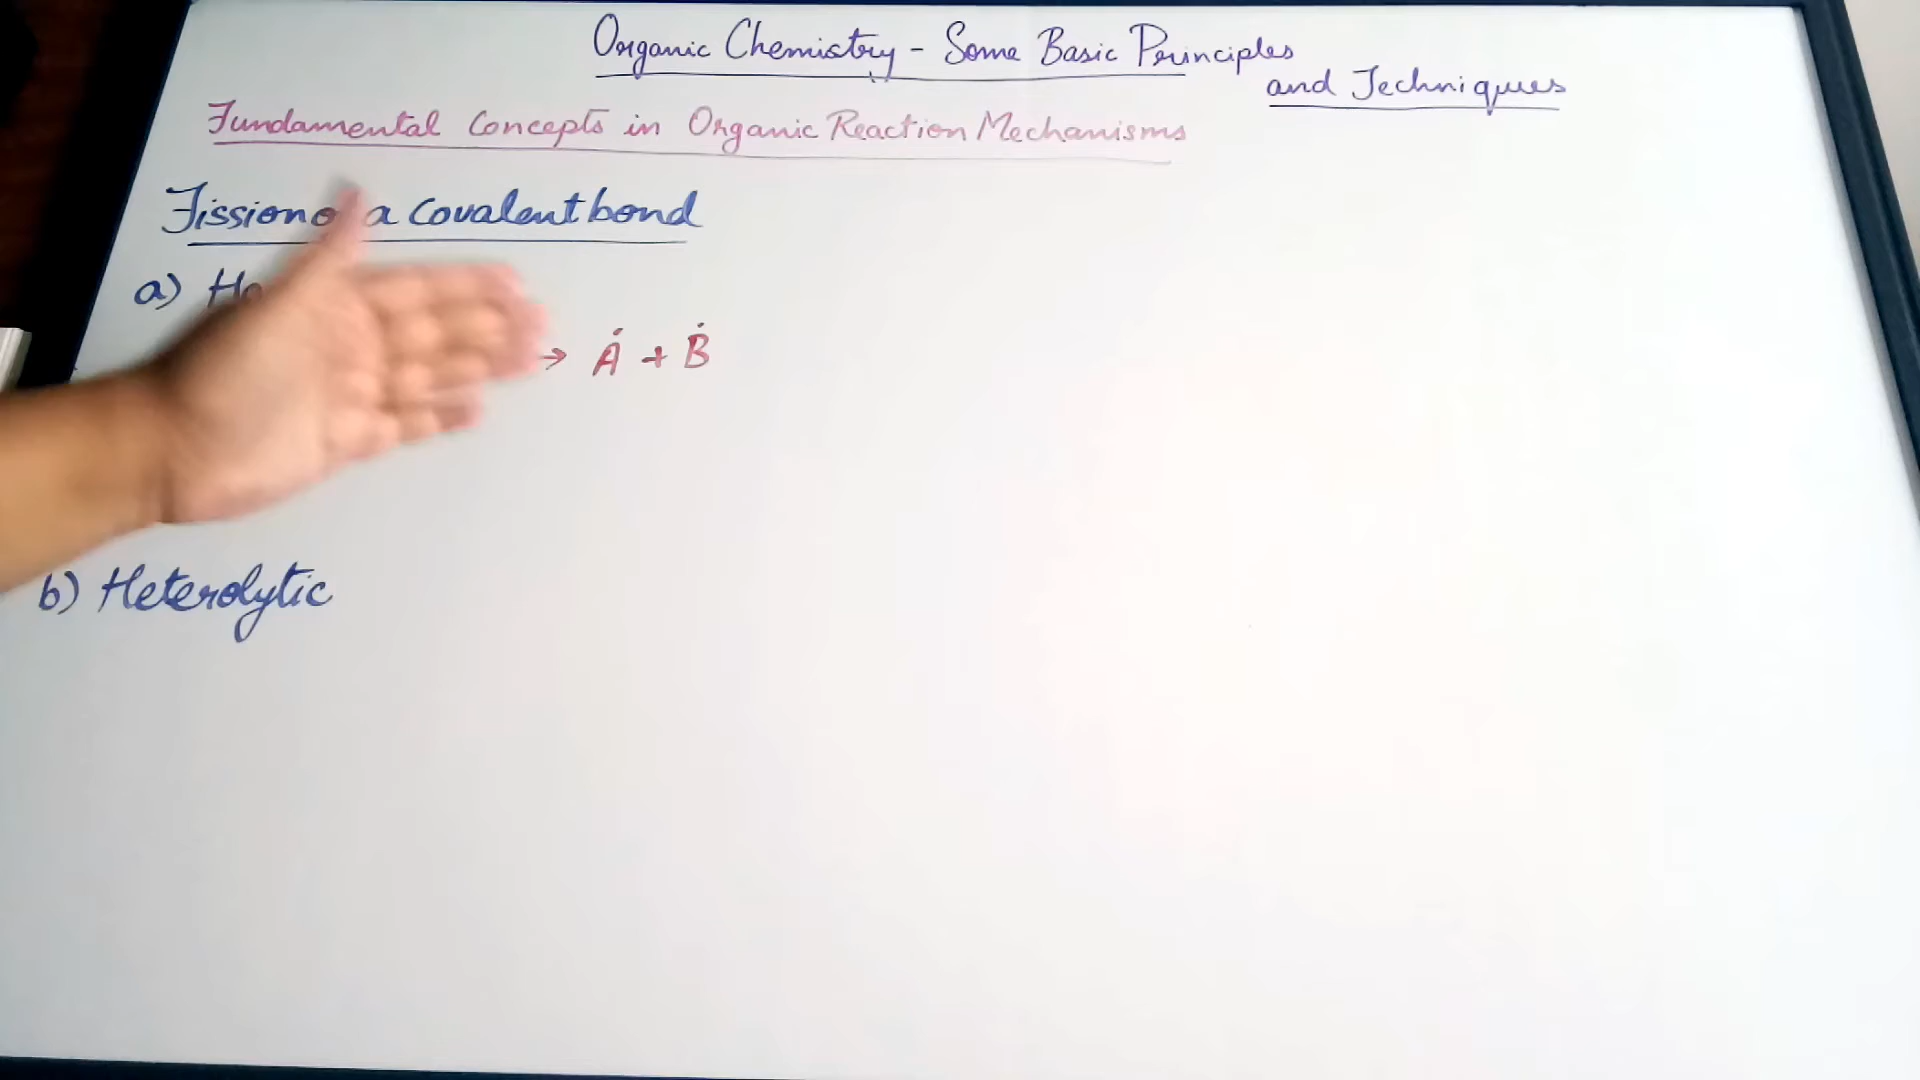 Organic Chemistry - Some Basic Principles
and Techniques
Fundamental Concepts in Organic Reaction Mechanisms
Fission a covalent bond
a)
→ Ȧ + Ḃ
b) Heterolytic